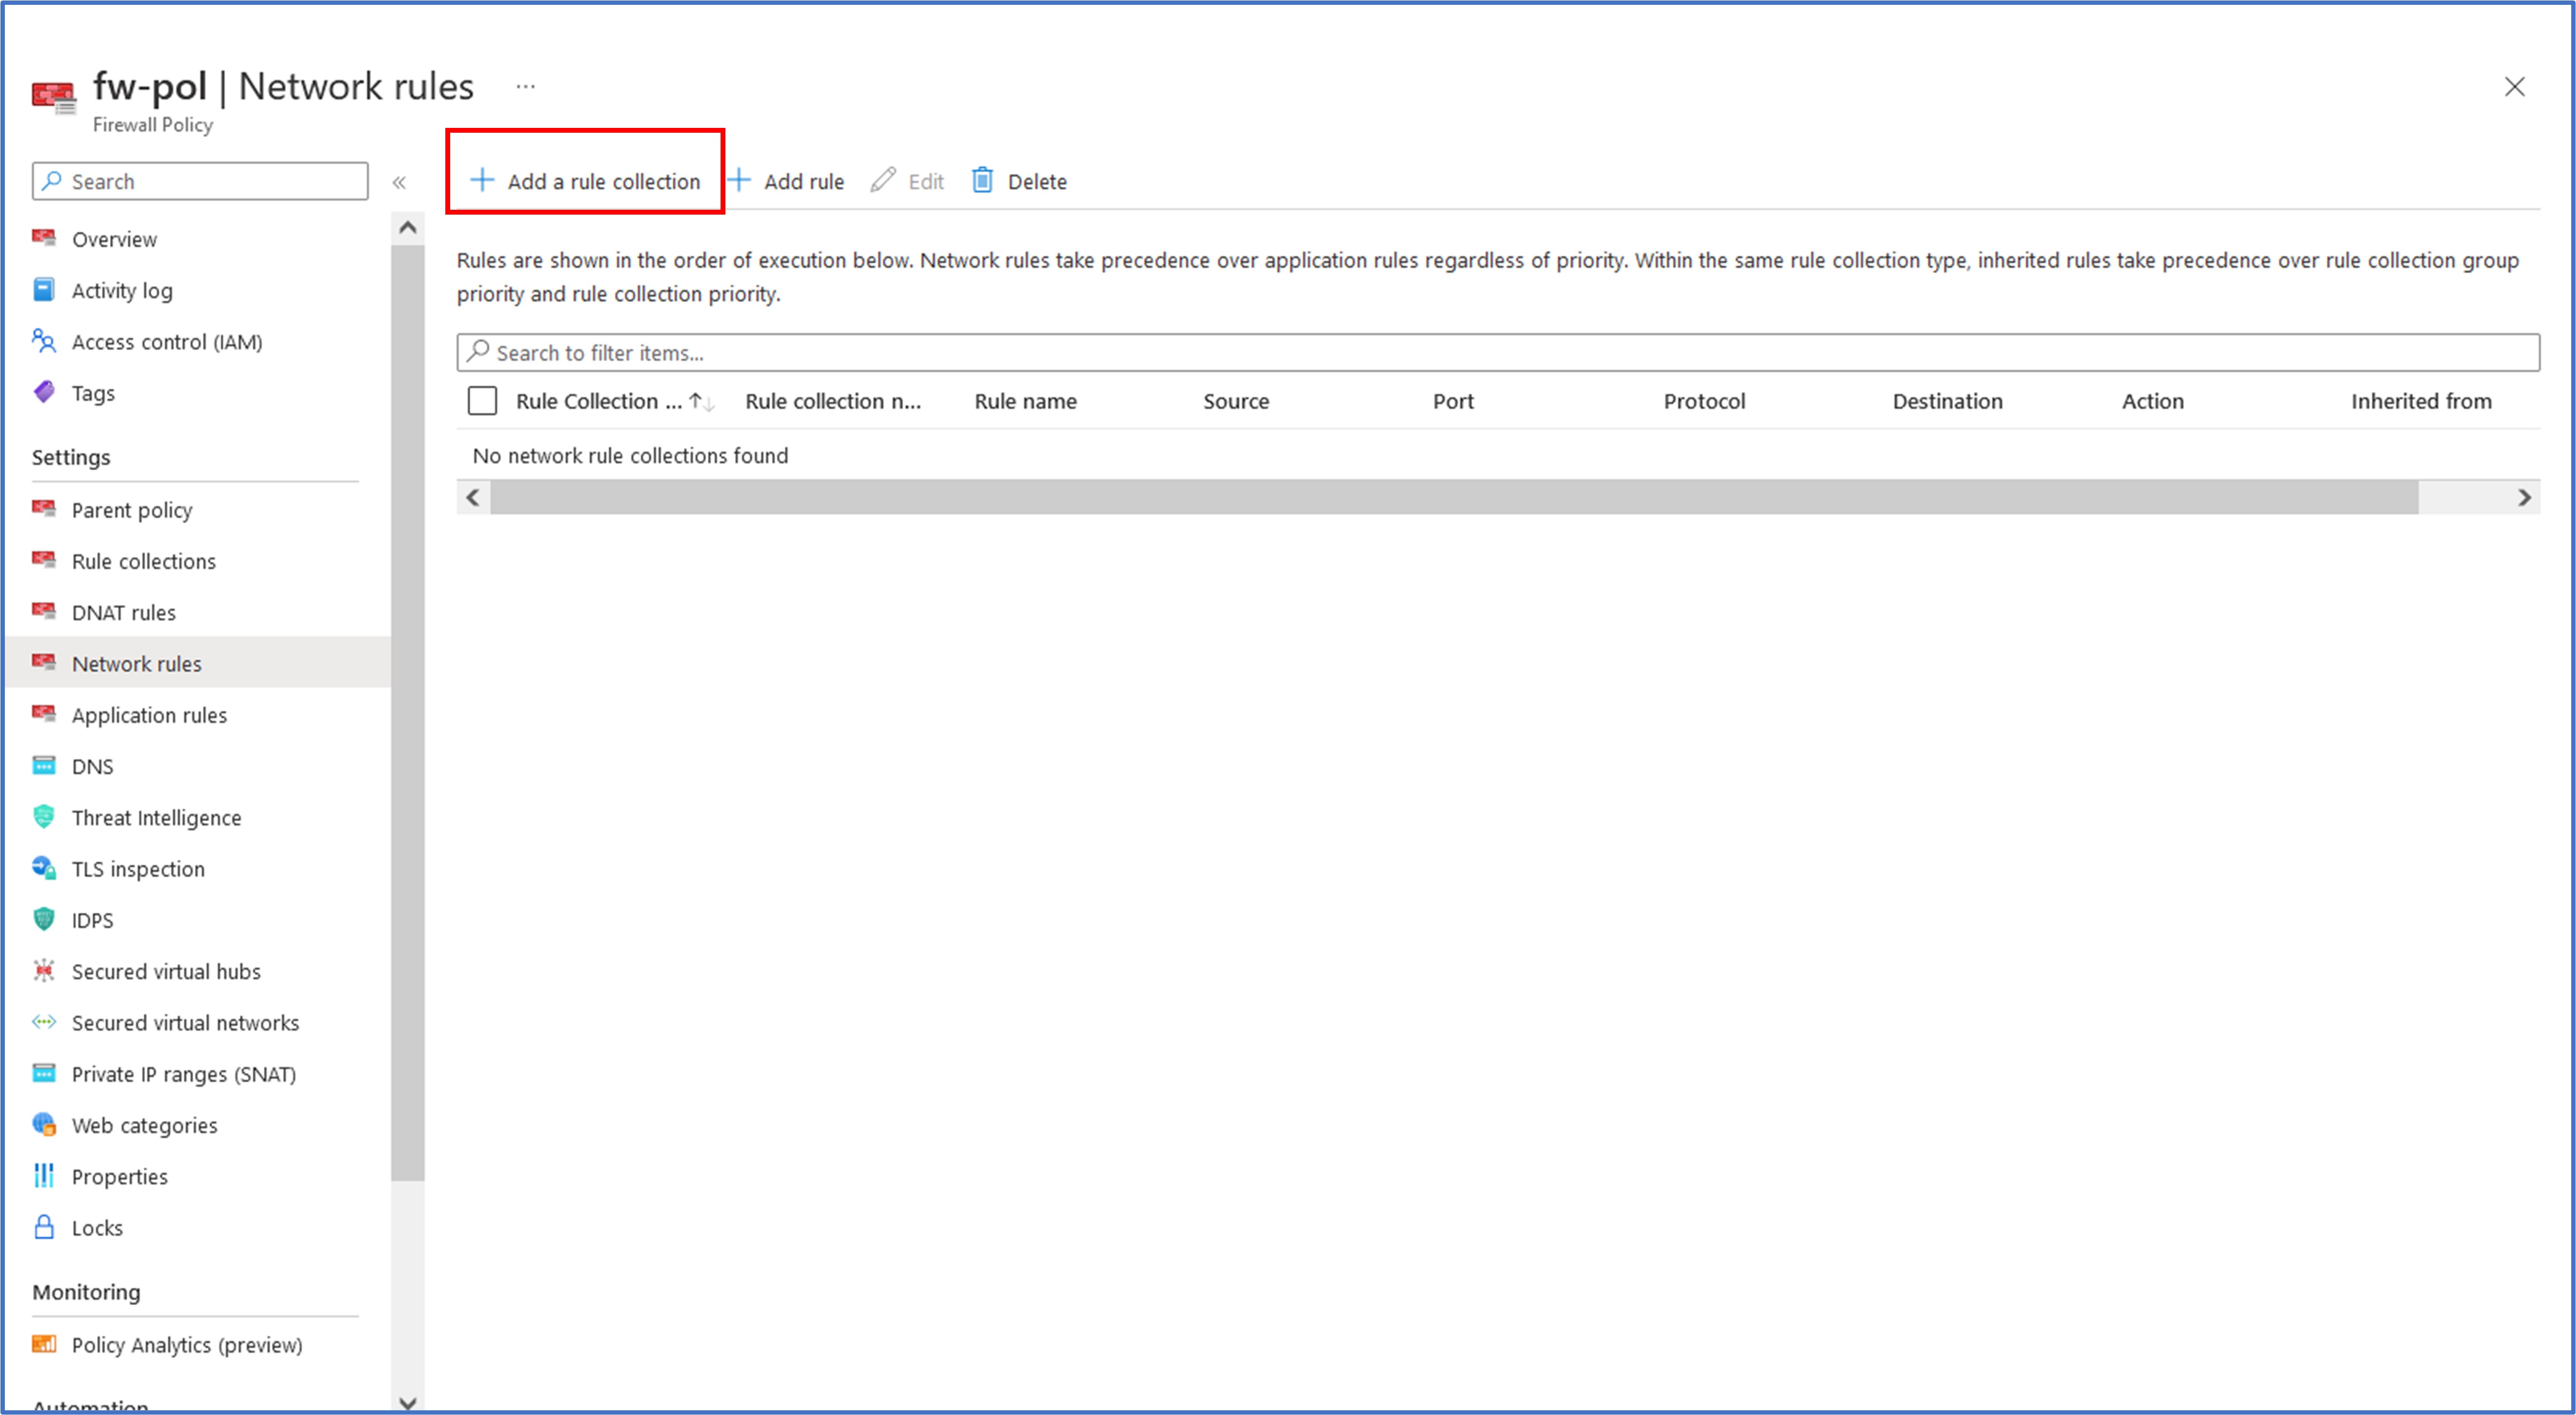 fw-pol | Network rules ...
Firewall Policy
Search
«
Add a rule collection
Add rule
Edit
Delete
Overview
Activity log
Access control (IAM)
Tags
Settings
Parent policy
Rule collections
DNAT rules
Network rules
Application rules
DNS
Threat Intelligence
TLS inspection
IDPS
Secured virtual hubs
Secured virtual networks
Private IP ranges (SNAT)
Web categories
Properties
Locks
Monitoring
Policy Analytics (preview)
Automation
Rules are shown in the order of execution below. Network rules take precedence over application rules regardless of priority. Within the same rule collection type, inherited rules take precedence over rule collection group
priority and rule collection priority.
Search to filter items...
Rule Collection ... ↑↓ Rule collection n... Rule name Source Port Protocol Destination Action Inherited from
No network rule collections found